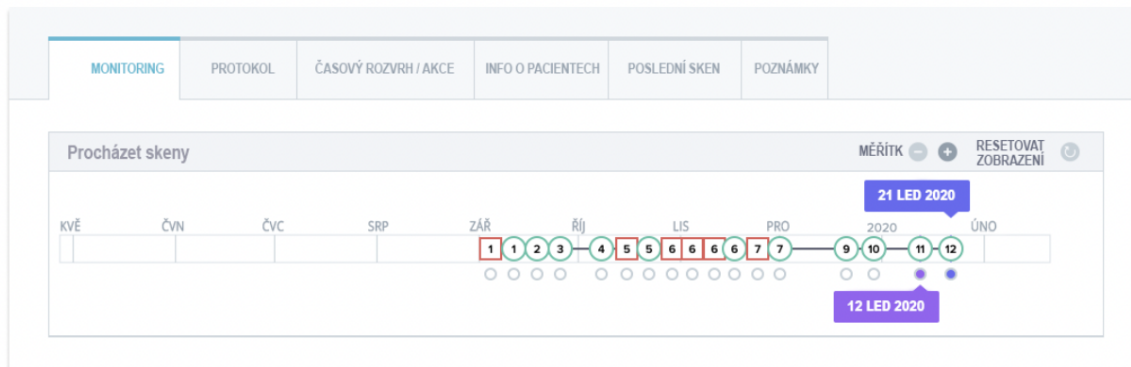 MONITORING PROTOKOL ČASOVÝ ROZVRH / AKCE INFO O PACIENTECH POSLEDNÍ SKEN POZNÁMKY
Procházet skeny MĚŘÍTK RESETOVAT
ZOBRAZENÍ
21 LED 2020
KVĚ ČVN ČVC SRP ZÁŘ ŘÍJ LIS PRO 2020 ÚNO
1 1 2 3 4 5 5 6 6 6 6 7 7 9 10 11 12
12 LED 2020